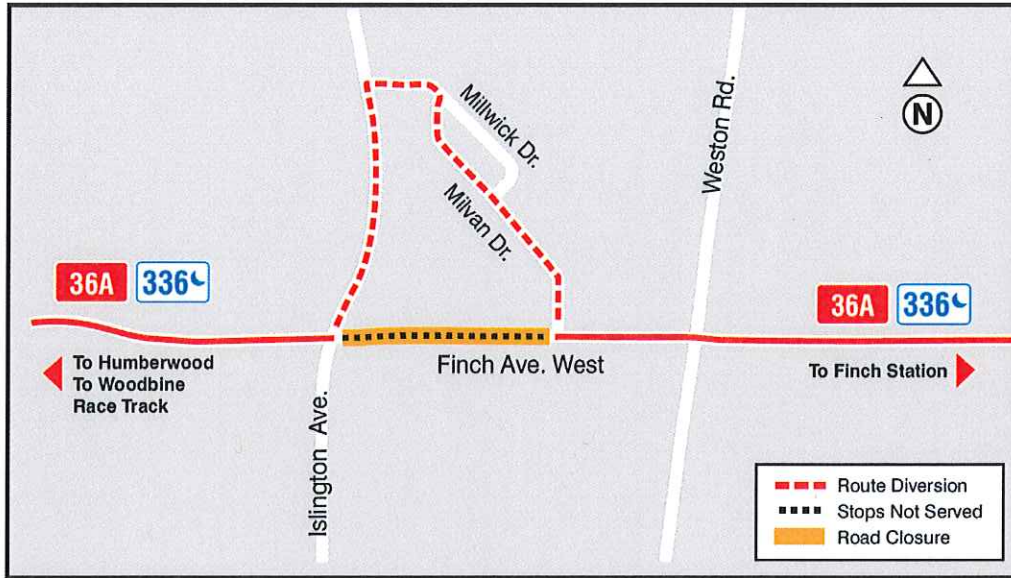 Millwick Dr.
Weston Rd.
N
Milvan Dr.
36A 336
36A 336
To Humberwood
To Woodbine
Race Track
Finch Ave. West
To Finch Station
Islington Ave.
Route Diversion
Stops Not Served
Road Closure